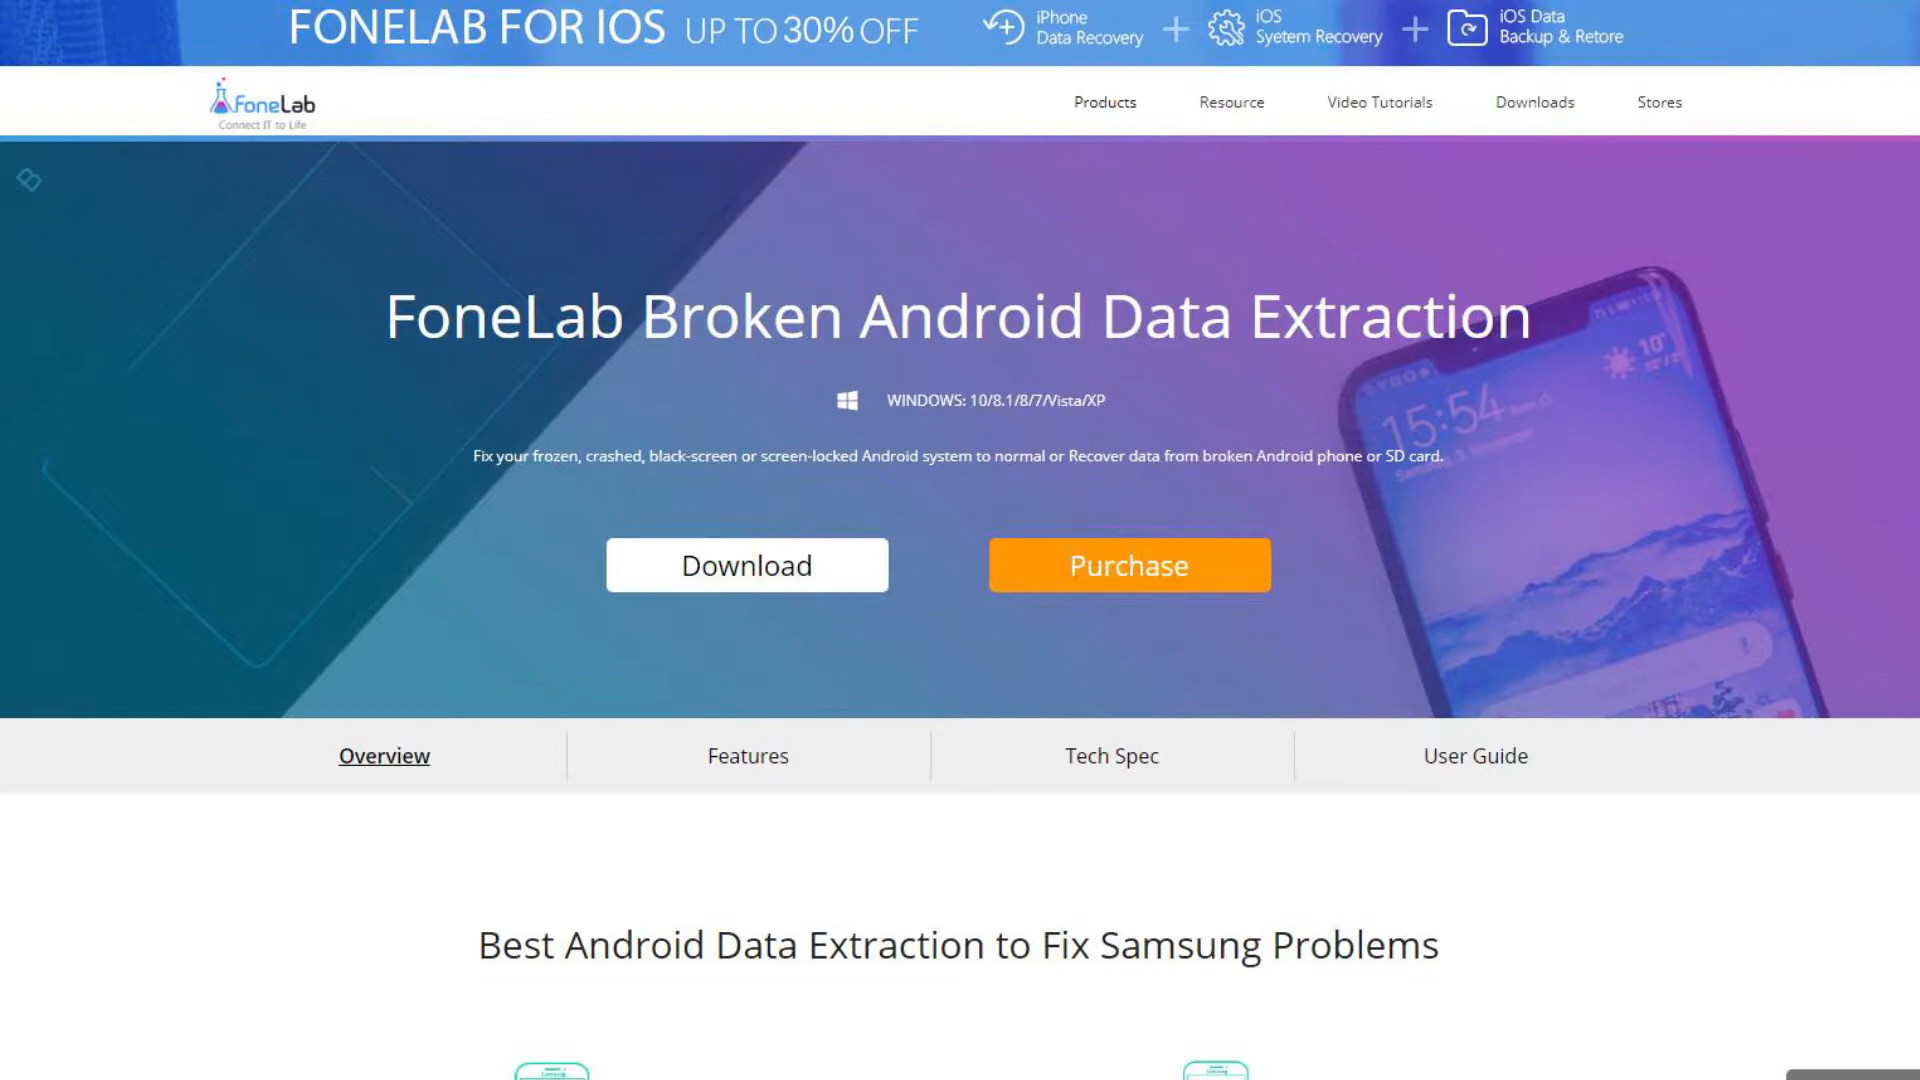 FONELAB FOR IOS UP TO 30% OFF
iPhone
Data Recovery
iOS
Syetem Recovery
iOS Data
Backup & Retore
FoneLab
Connect IT to Life
Products
Resource
Video Tutorials
Downloads
Stores
FoneLab Broken Android Data Extraction
WINDOWS: 10/8.1/8/7/Vista/XP
Fix your frozen, crashed, black-screen or screen-locked Android system to normal or Recover data from broken Android phone or SD card.
15:54
10°
Download
Purchase
Overview
Features
Tech Spec
User Guide
Best Android Data Extraction to Fix Samsung Problems